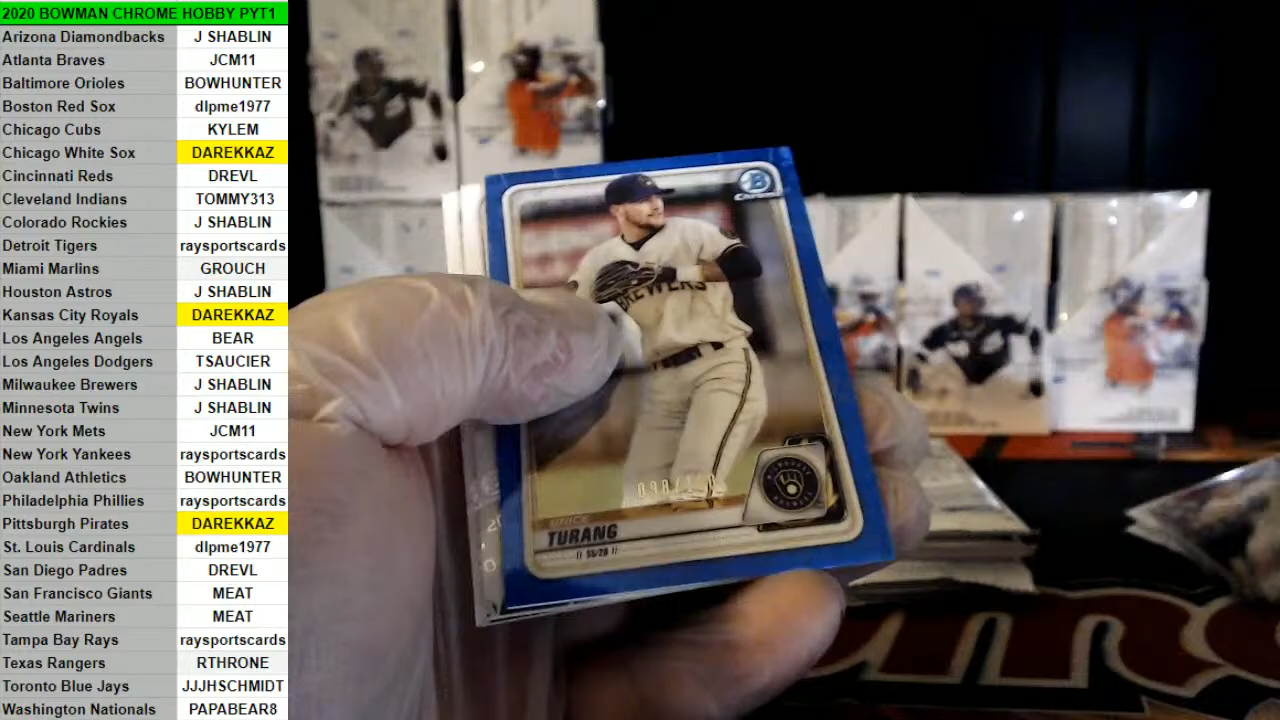 2020 BOWMAN CHROME HOBBY PYT1
Arizona Diamondbacks J SHABLIN
Atlanta Braves JCM11
Baltimore Orioles BOWHUNTER
Boston Red Sox dlpme1977
Chicago Cubs KYLEM
Chicago White Sox DAREKKAZ
Cincinnati Reds DREVL
Cleveland Indians TOMMY313
Colorado Rockies J SHABLIN
Detroit Tigers raysportscards
Miami Marlins GROUCH
Houston Astros J SHABLIN
Kansas City Royals DAREKKAZ
Los Angeles Angels BEAR
Los Angeles Dodgers TSAUCIER
Milwaukee Brewers J SHABLIN
Minnesota Twins J SHABLIN
New York Mets JCM11
New York Yankees raysportscards
Oakland Athletics BOWHUNTER
Philadelphia Phillies raysportscards
Pittsburgh Pirates DAREKKAZ
St. Louis Cardinals dlpme1977
San Diego Padres DREVL
San Francisco Giants MEAT
Seattle Mariners MEAT
Tampa Bay Rays raysportscards
Texas Rangers RTHRONE
Toronto Blue Jays JJJHSCHMIDT
Washington Nationals PAPABEAR8
B
CHROME
BREWERS
BRICE
TURANG
SS/2B